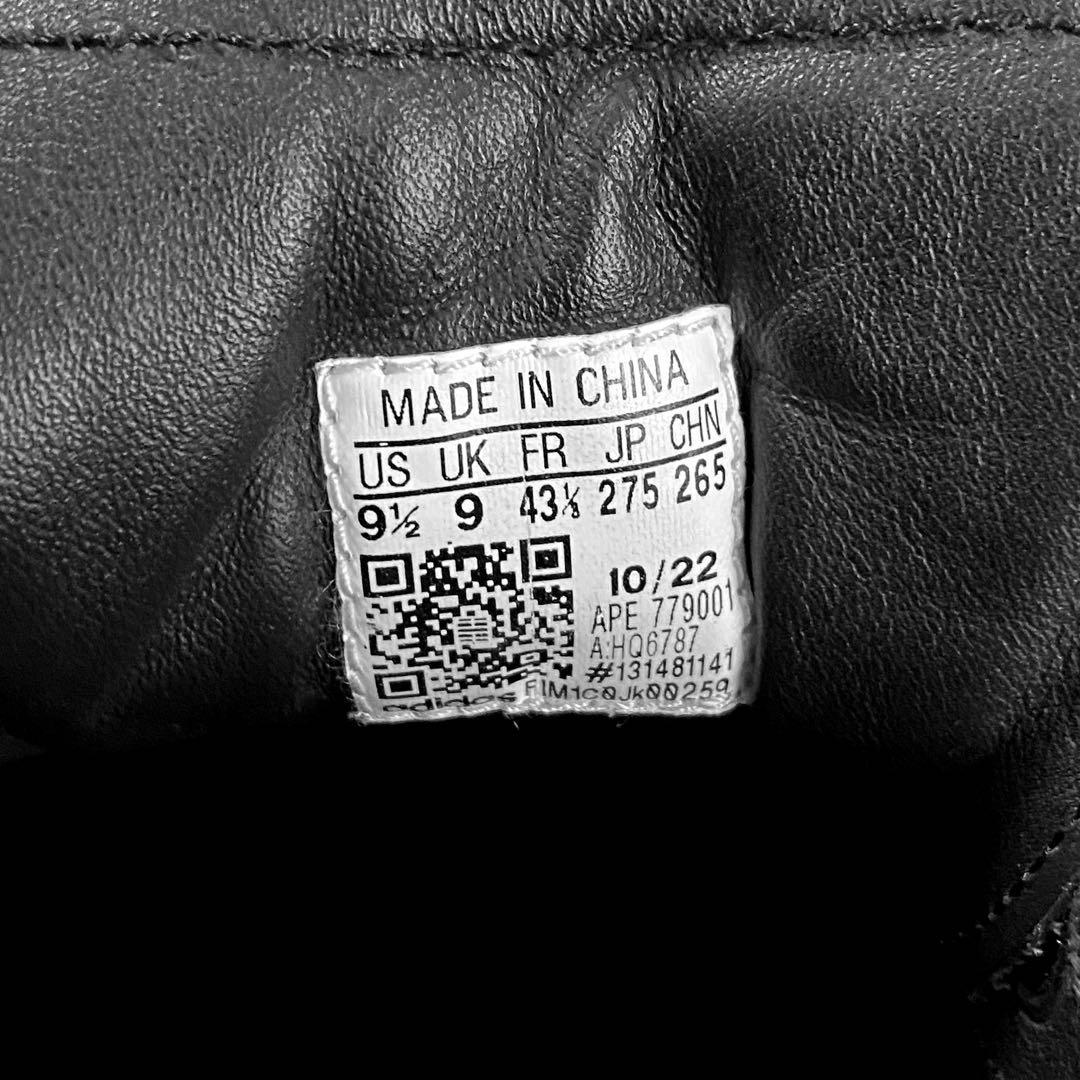 MADE IN CHINA
US UK FR JP CHN
9½ 9 43⅓ 275 265
10/22
APE 779001
A:HQ6787
#131481141
adidas FIM1c0Jk00259